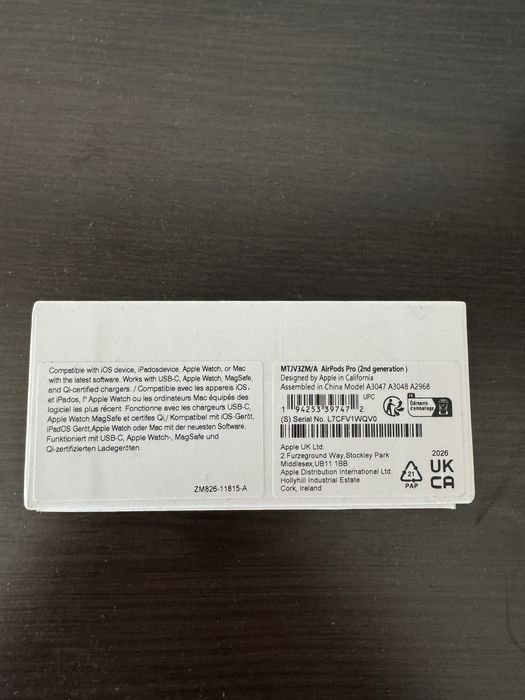 Compatible with iOS device, iPadosdevice, Apple Watch, or Mac
with the latest software. Works with USB-C, Apple Watch, MagSafe,
and Qi-certified chargers. / Compatible avec les appareils iOS,
et iPados, l' Apple Watch ou les ordinateurs Mac équipés des
logiciel les plus récent. Fonctionne avec les chargeurs USB-C,
Apple Watch MagSafe et certifes Qi./ Kompatibel mit iOS-Gerët,
iPadOS Gerët,Apple Watch oder Mac mit der neuesten Software.
Funktioniert mit USB-C, Apple Watch-, MagSafe und
Qi-zertifizierten Ladegeräten.
ZM826-11815-A
MTJV3ZM/A AirPods Pro (2nd generation )
Designed by Apple in California
Assembled in China Model A3047 A3048 A2968
UPC
1 94253 39747 2
FR
Éléments
d'emballage
(S) Serial No. L7CFV1WQV0
Apple UK Ltd.
2 Furzeground Way,Stockley Park
Middlesex,UB11 1BB
Apple Distribution International Ltd.
Hollyhill Industrial Estate
Cork, Ireland
21
PAP
2026
UK
CA